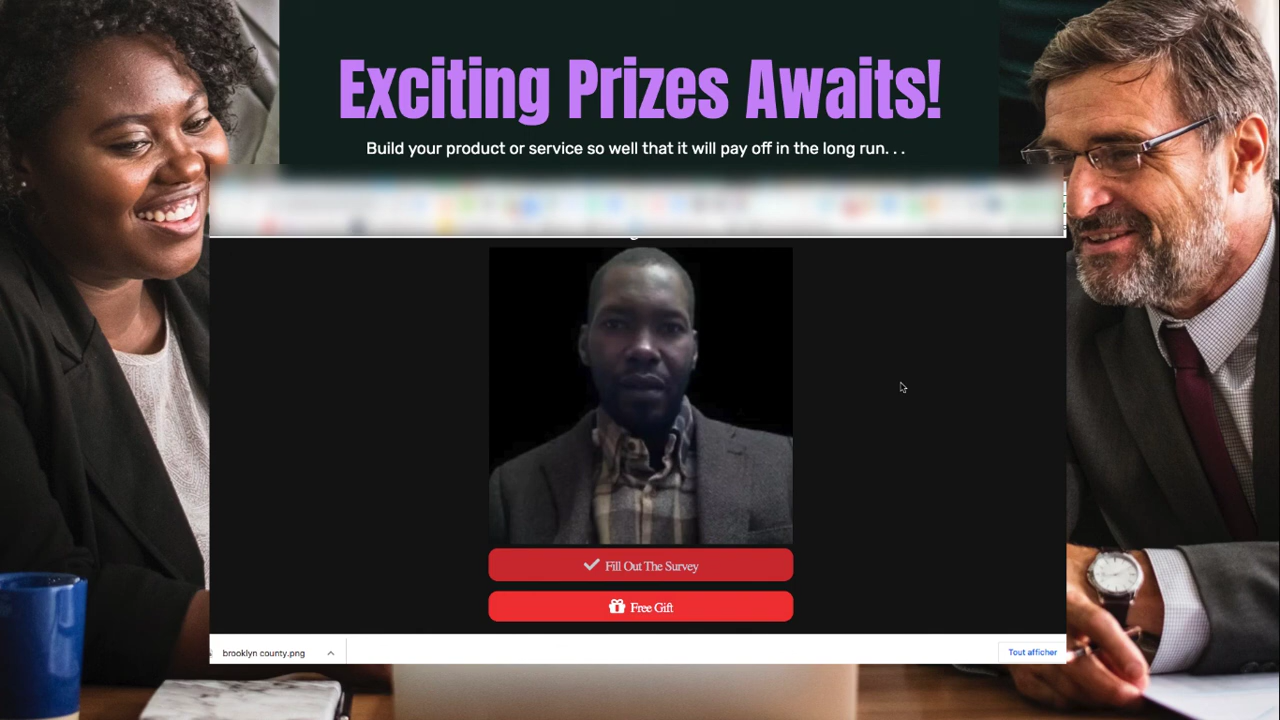 Exciting Prizes Awaits!
Build your product or service so well that it will pay off in the long run. . .
Fill Out The Survey
Free Gift
brooklyn county.png
Tout afficher